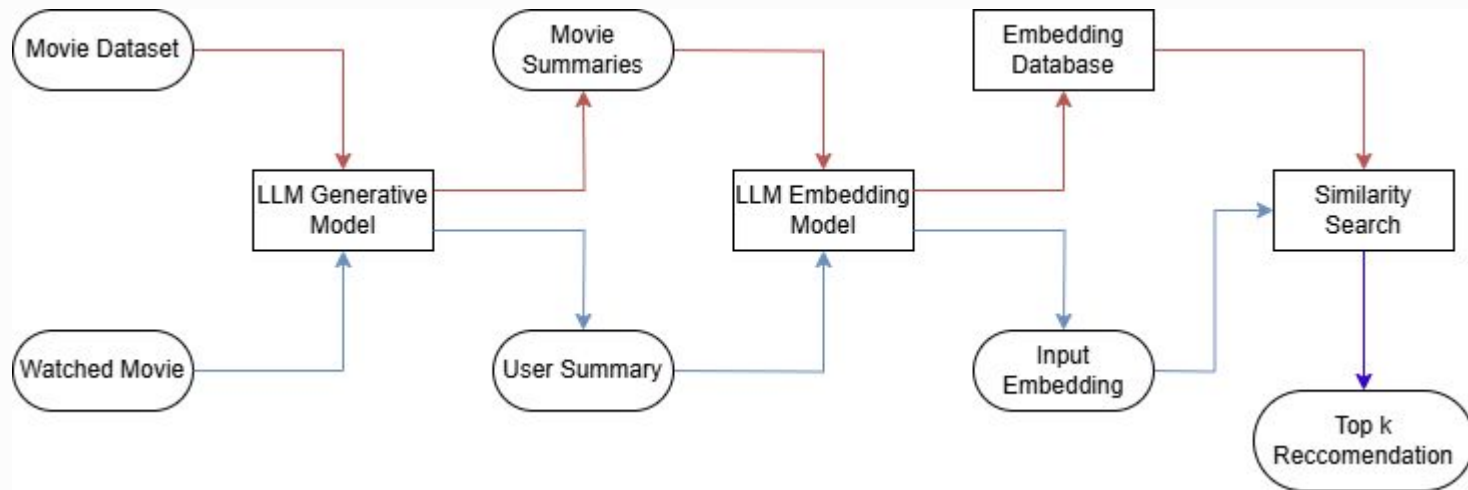 Movie Dataset
Movie
Summaries
Embedding
Database
LLM Generative
Model
LLM Embedding
Model
Similarity
Search
Watched Movie
User Summary
Input
Embedding
Top k
Reccomendation